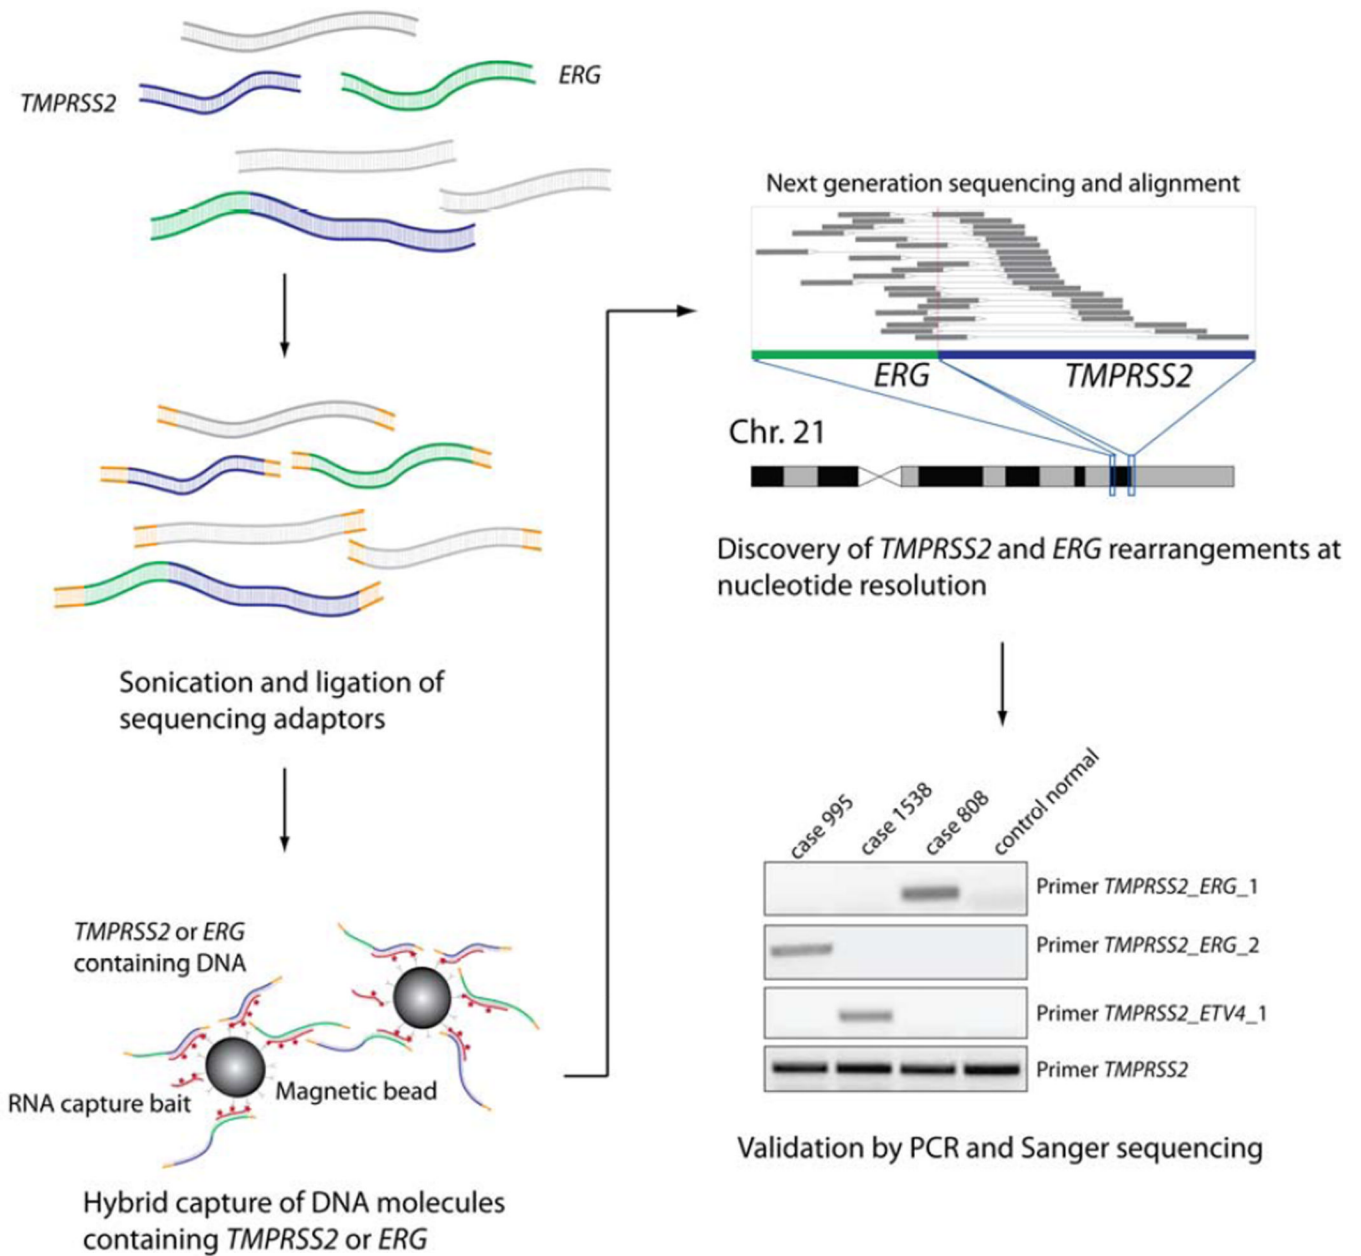 TMPRSS2
ERG
Sonication and ligation of
sequencing adaptors
TMPRSS2 or ERG
containing DNA
RNA capture bait
Magnetic bead
Hybrid capture of DNA molecules
containing TMPRSS2 or ERG
Next generation sequencing and alignment
ERG
TMPRSS2
Chr. 21
Discovery of TMPRSS2 and ERG rearrangements at
nucleotide resolution
case 995
case 1538
case 808
control normal
Primer TMPRSS2_ERG_1
Primer TMPRSS2_ERG_2
Primer TMPRSS2_ETV4_1
Primer TMPRSS2
Validation by PCR and Sanger sequencing